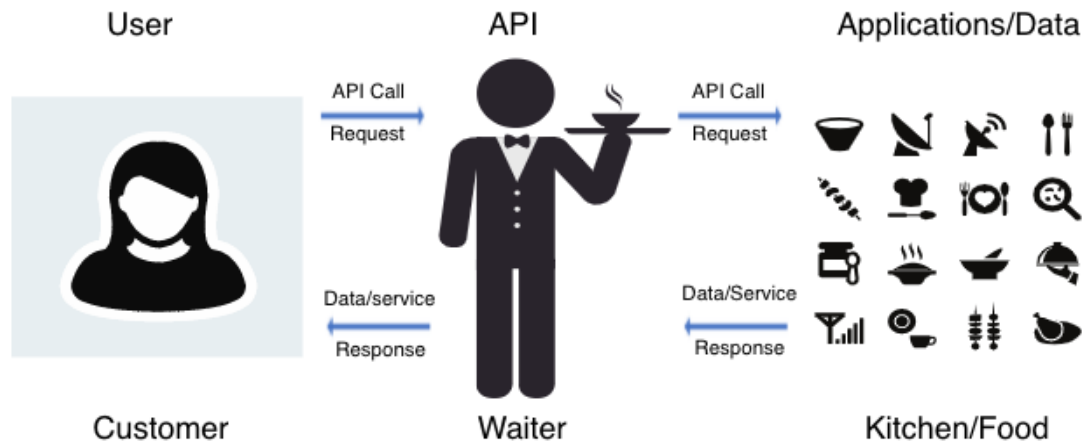 User
API
Applications/Data
API Call
Request
API Call
Request
Data/service
Response
Data/Service
Response
Customer
Waiter
Kitchen/Food